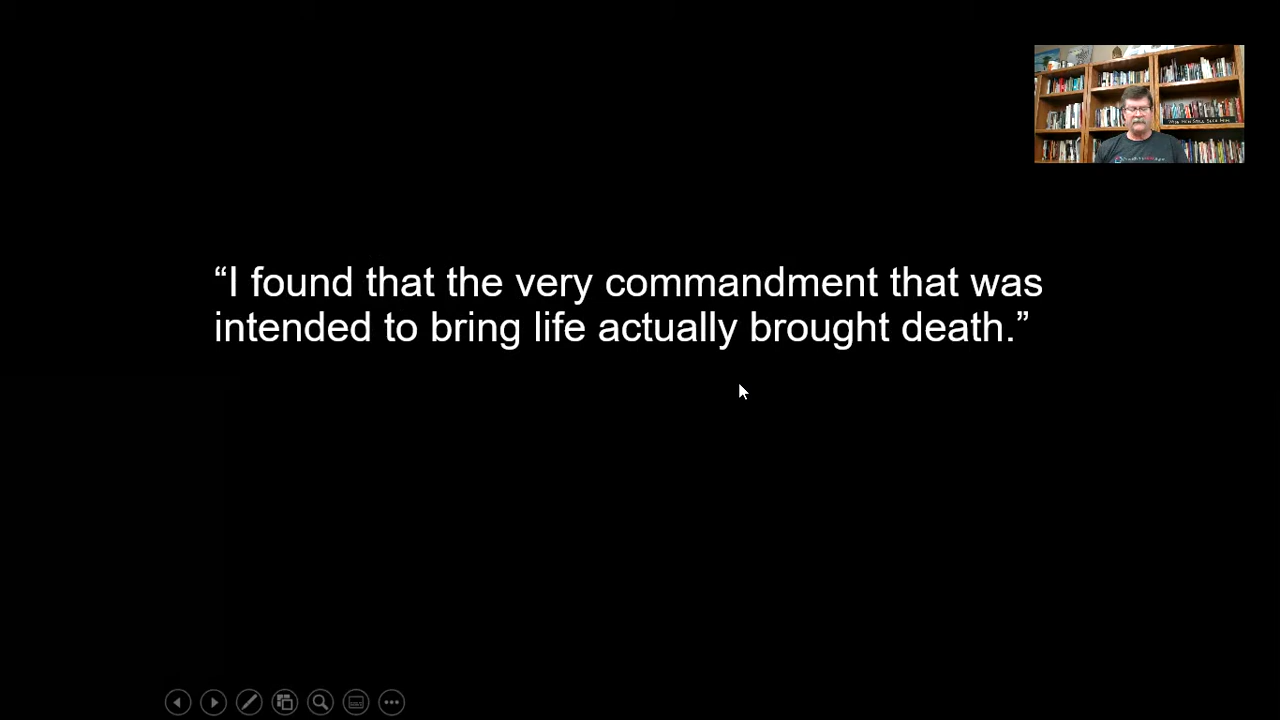 “I found that the very commandment that was
intended to bring life actually brought death.”